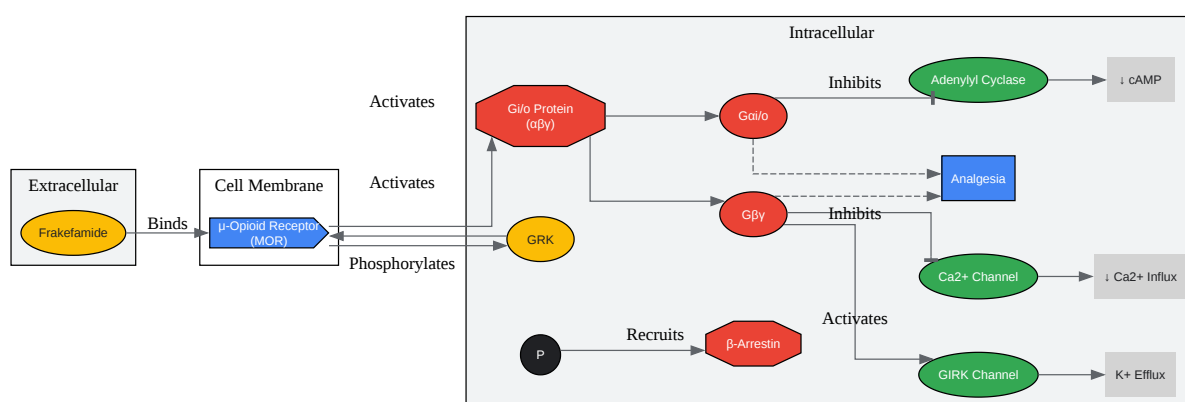 Intracellular
Adenylyl Cyclase
↓ cAMP
Inhibits
Activates
Gi/o Protein
(αβγ)
Gαi/o
Extracellular
Cell Membrane
Activates
Analgesia
Frakefamide
Binds
μ-Opioid Receptor
(MOR)
Gβγ
Inhibits
GRK
Phosphorylates
Ca2+ Channel
↓ Ca2+ Influx
Activates
Recruits
P
β-Arrestin
GIRK Channel
K+ Efflux